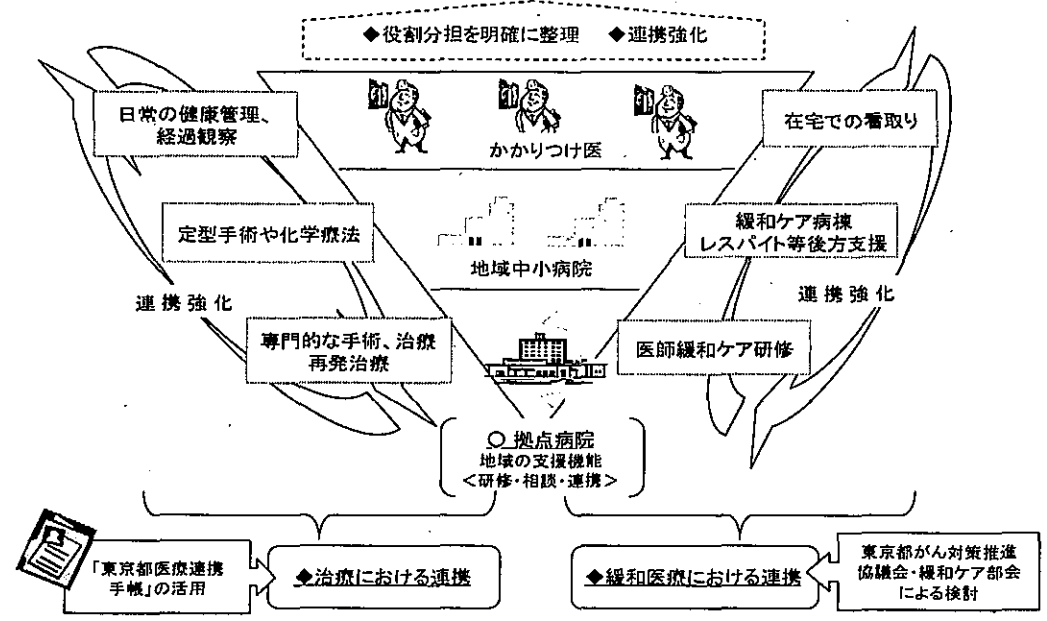 ◆役割分担を明確に整理　◆連携強化
日常の健康管理、
経過観察
かかりつけ医
在宅での看取り
定型手術や化学療法
地域中小病院
緩和ケア病棟
レスパイト等後方支援
連携強化
連携強化
専門的な手術、治療
再発治療
医師緩和ケア研修
○ 拠点病院
地域の支援機能
＜研修・相談・連携＞
「東京都医療連携
手帳」の活用
◆治療における連携
◆緩和医療における連携
東京都がん対策推進
協議会・緩和ケア部会
による検討